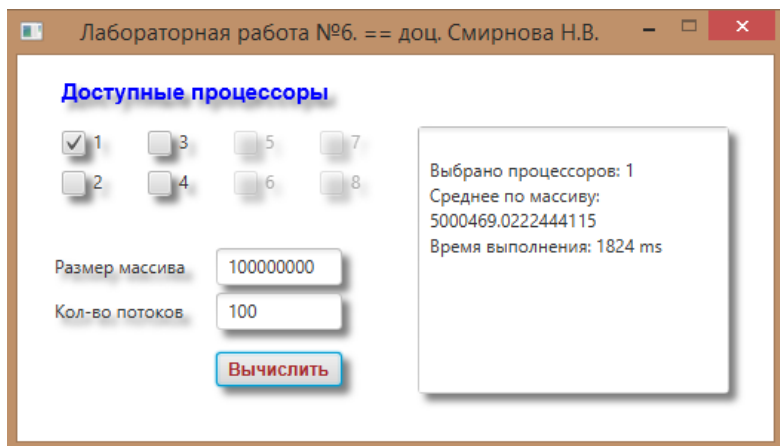 Лабораторная работа №6. == доц. Смирнова Н.В.
Доступные процессоры
1 3 5 7
2 4 6 8
Размер массива 100000000
Кол-во потоков 100
Вычислить
Выбрано процессоров: 1
Среднее по массиву:
5000469.0222444115
Время выполнения: 1824 ms